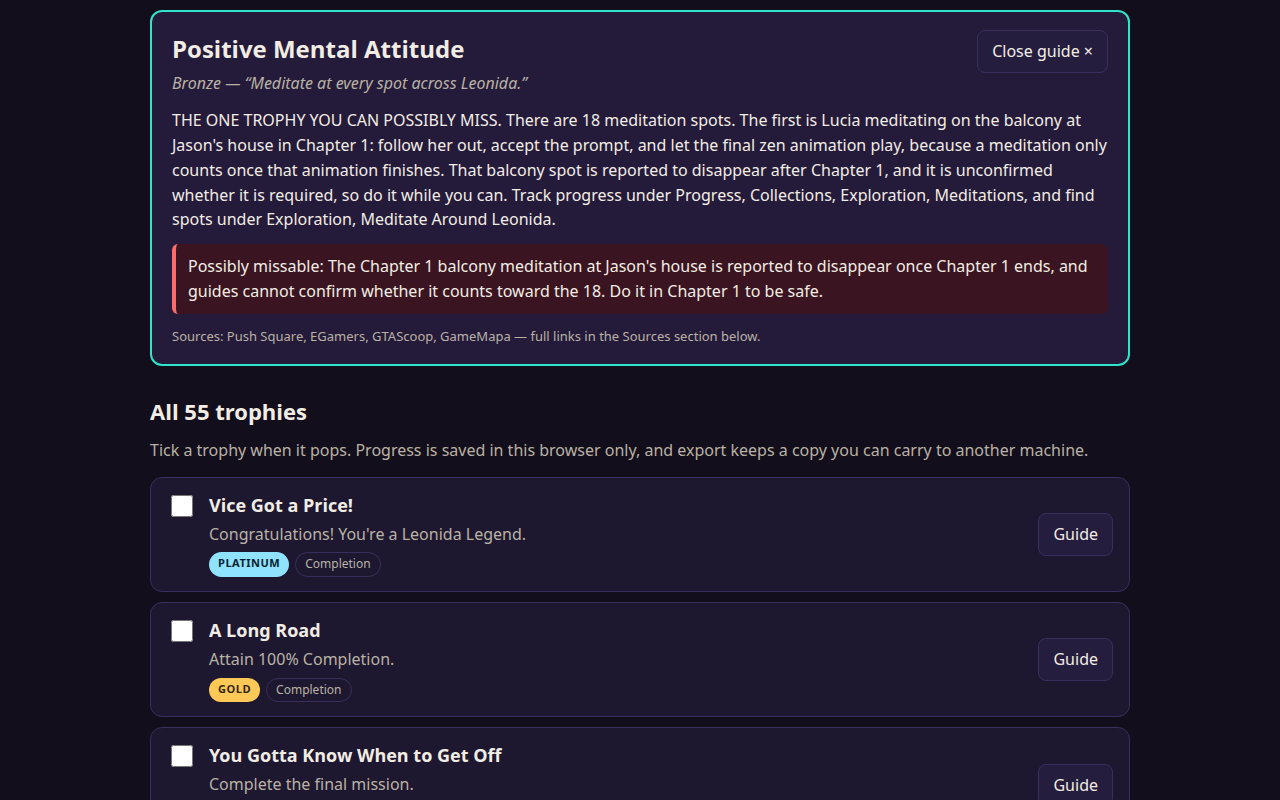 Positive Mental Attitude
Close guide ×
Bronze — “Meditate at every spot across Leonida.”
THE ONE TROPHY YOU CAN POSSIBLY MISS. There are 18 meditation spots. The first is Lucia meditating on the balcony at
Jason's house in Chapter 1: follow her out, accept the prompt, and let the final zen animation play, because a meditation only
counts once that animation finishes. That balcony spot is reported to disappear after Chapter 1, and it is unconfirmed
whether it is required, so do it while you can. Track progress under Progress, Collections, Exploration, Meditations, and find
spots under Exploration, Meditate Around Leonida.
Possibly missable: The Chapter 1 balcony meditation at Jason's house is reported to disappear once Chapter 1 ends, and
guides cannot confirm whether it counts toward the 18. Do it in Chapter 1 to be safe.
Sources: Push Square, EGamers, GTAScoop, GameMapa — full links in the Sources section below.
All 55 trophies
Tick a trophy when it pops. Progress is saved in this browser only, and export keeps a copy you can carry to another machine.
Vice Got a Price!
Congratulations! You're a Leonida Legend.
PLATINUM
Completion
Guide
A Long Road
Attain 100% Completion.
GOLD
Completion
Guide
You Gotta Know When to Get Off
Complete the final mission.
Guide